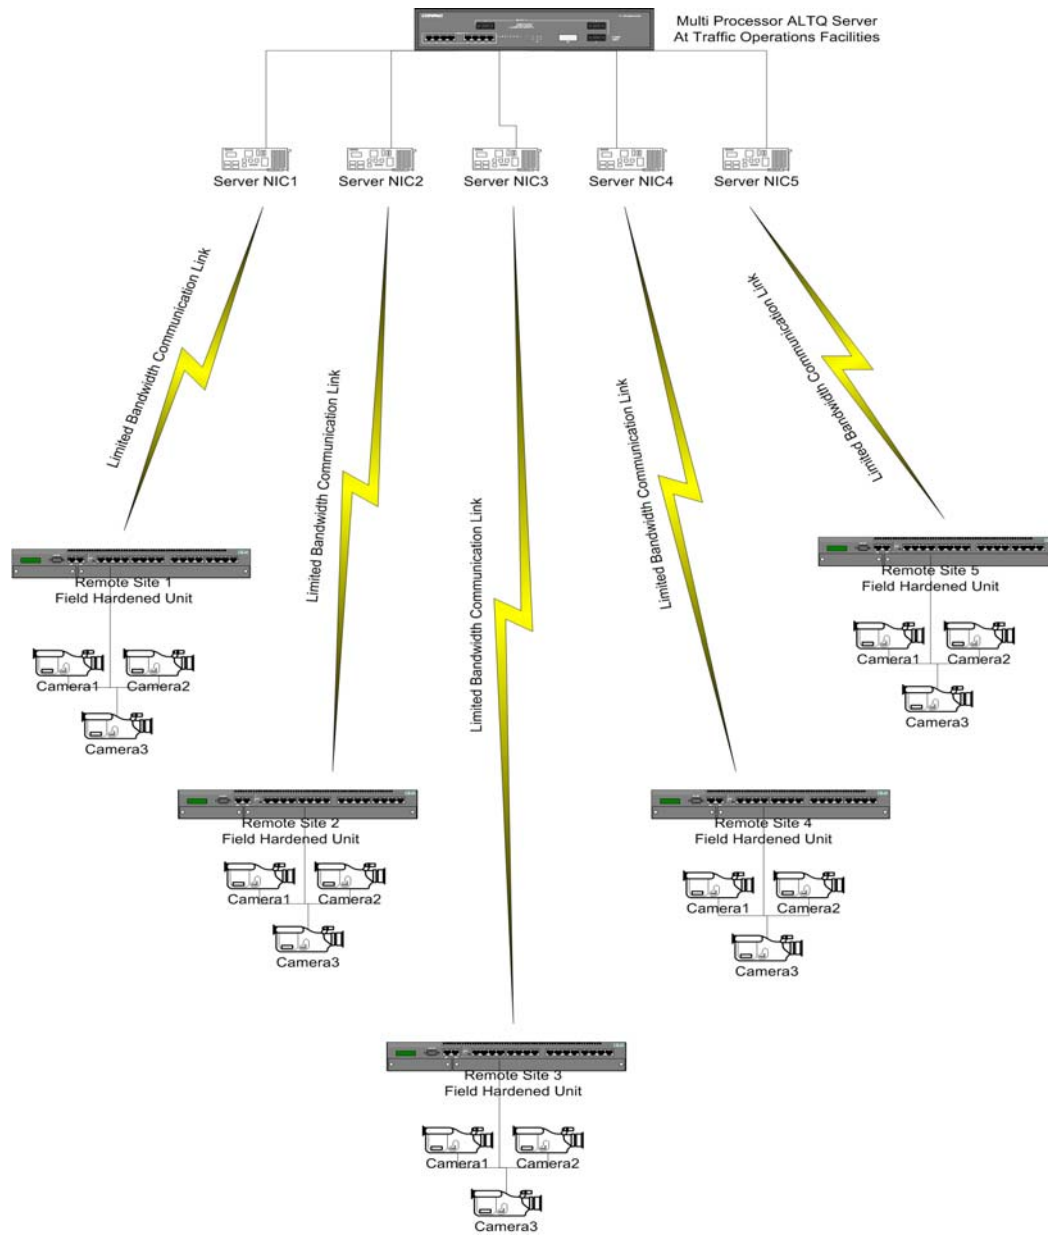 Multi Processor ALTQ Server
At Traffic Operations Facilities
Server NIC1
Server NIC2
Server NIC3
Server NIC4
Server NIC5
Limited Bandwidth Communication Link
Limited Bandwidth Communication Link
Limited Bandwidth Communication Link
Limited Bandwidth Communication Link
Limited Bandwidth Communication Link
Remote Site 1
Field Hardened Unit
Camera1
Camera2
Camera3
Remote Site 5
Field Hardened Unit
Camera1
Camera2
Camera3
Remote Site 2
Field Hardened Unit
Camera1
Camera2
Camera3
Remote Site 4
Field Hardened Unit
Camera1
Camera2
Camera3
Remote Site 3
Field Hardened Unit
Camera1
Camera2
Camera3